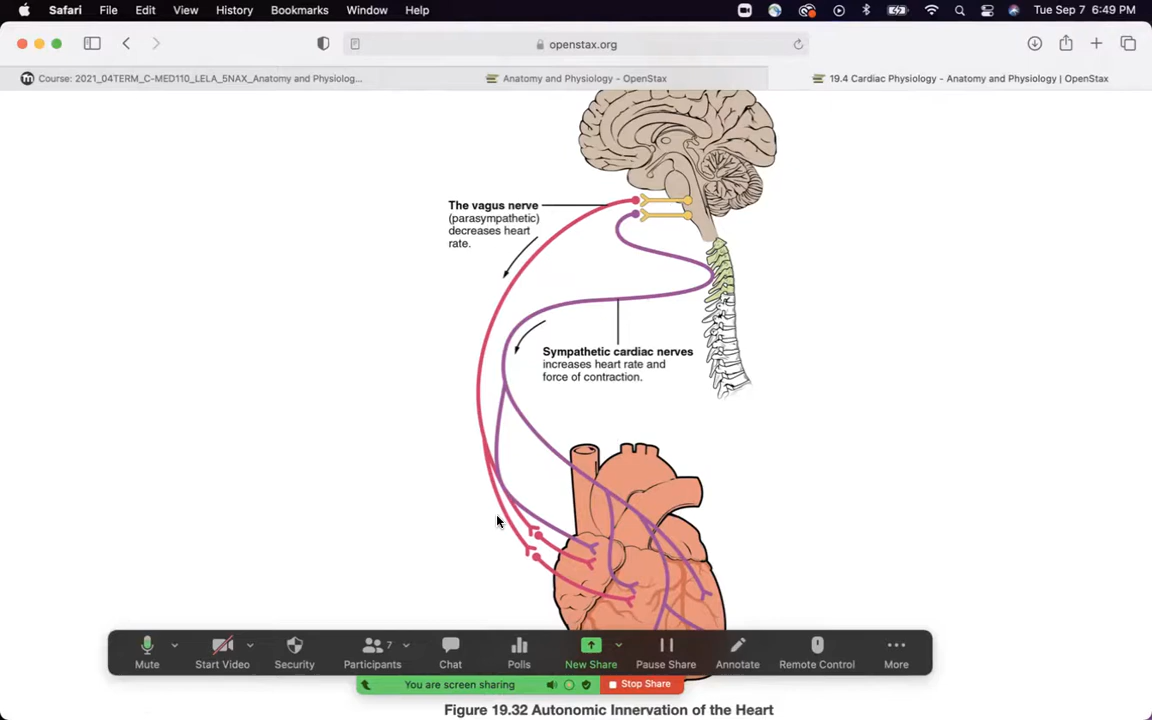 Safari File Edit View History Bookmarks Window Help Tue Sep 7 6:49 PM
openstax.org
Course: 2021_04TERM_C-MED110_LELA_5NAX_Anatomy and Physiolog... Anatomy and Physiology - OpenStax 19.4 Cardiac Physiology - Anatomy and Physiology | OpenStax
The vagus nerve
(parasympathetic)
decreases heart
rate.
Sympathetic cardiac nerves
increases heart rate and
force of contraction.
7
Mute Start Video Security Participants Chat Polls New Share Pause Share Annotate Remote Control More
You are screen sharing Stop Share
Figure 19.32 Autonomic Innervation of the Heart